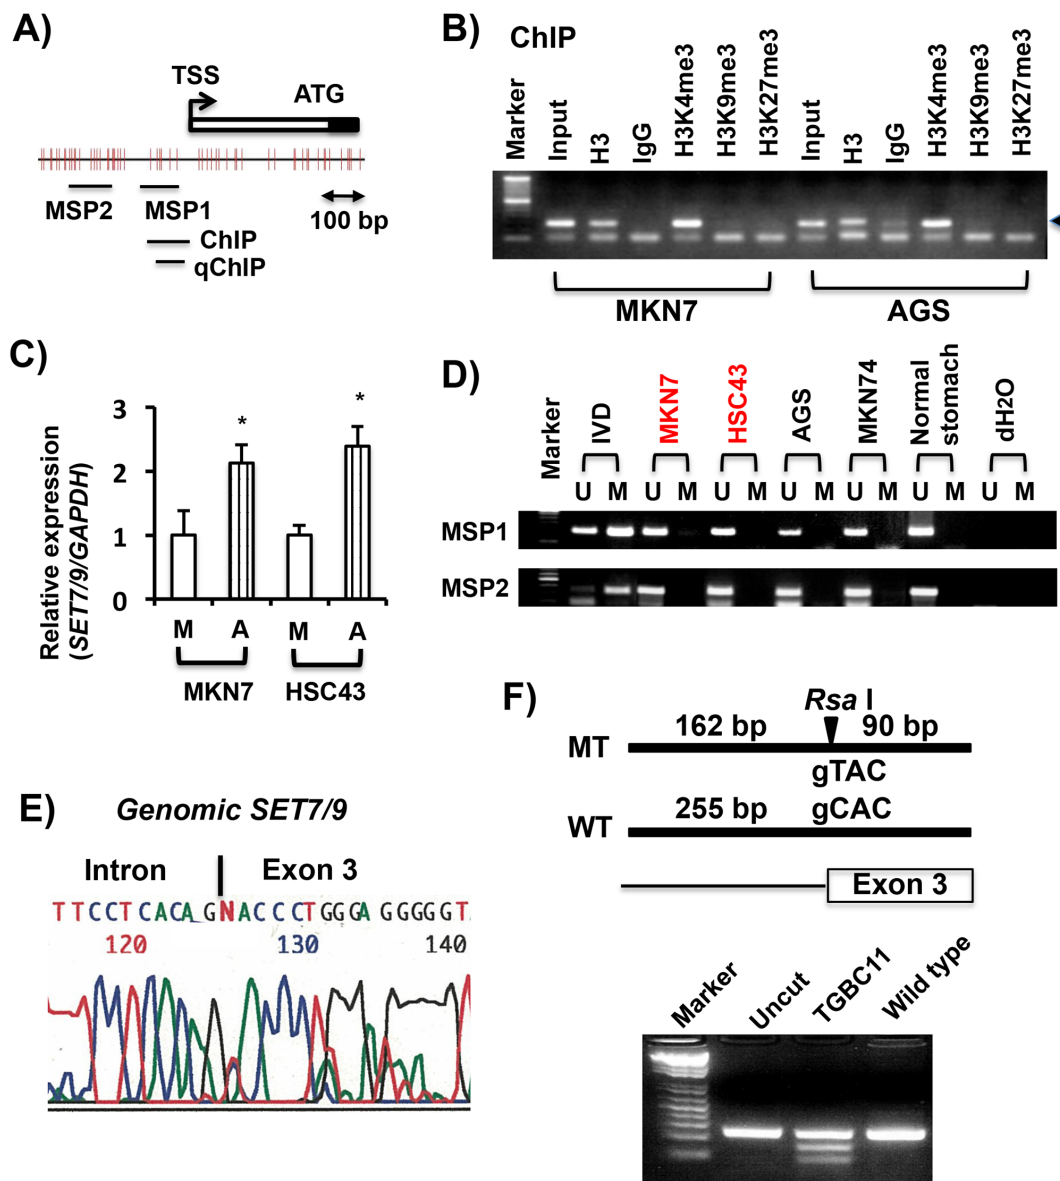 A)
TSS
ATG
MSP2
MSP1
100 bp
ChIP
qChIP
B)
ChIP
Marker
Input
H3
IgG
H3K4me3
H3K9me3
H3K27me3
Input
H3
IgG
H3K4me3
H3K9me3
H3K27me3
MKN7
AGS
C)
Relative expression
(SET7/9/GAPDH)
3
2
1
0
*
*
M
A
M
A
MKN7
HSC43
D)
Marker
IVD
MKN7
HSC43
AGS
MKN74
Normal
stomach
dH2O
U M U M U M U M U M U M U M
MSP1
MSP2
E)
Genomic SET7/9
Intron
Exon 3
TTCCTCACAGNACCCTGGGAGGGGGT
120
130
140
F)
Rsa I
162 bp
90 bp
MT
gTAC
255 bp
gCAC
WT
Exon 3
Marker
Uncut
TGBC11
Wild type